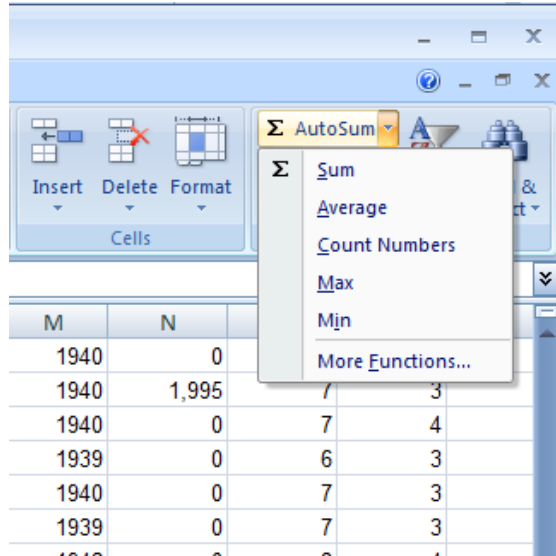 Σ AutoSum
Insert Delete Format
Cells
&
Σ Sum
Average
Count Numbers
Max
Min
More Functions...
M N
1940 0
1940 1,995 7 3
1940 0 7 4
1939 0 6 3
1940 0 7 3
1939 0 7 3